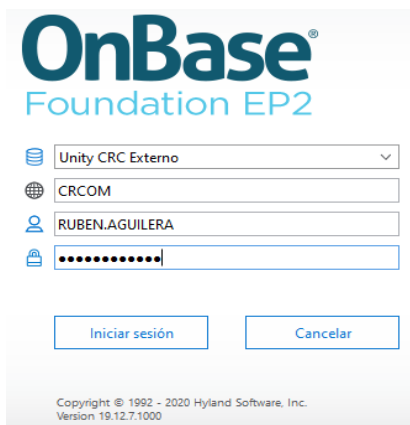 OnBase®
Foundation EP2
Unity CRC Externo
CRCOM
RUBEN.AGUILERA
●●●●●●●●●●●●
Iniciar sesión Cancelar
Copyright © 1992 - 2020 Hyland Software, Inc.
Version 19.12.7.1000